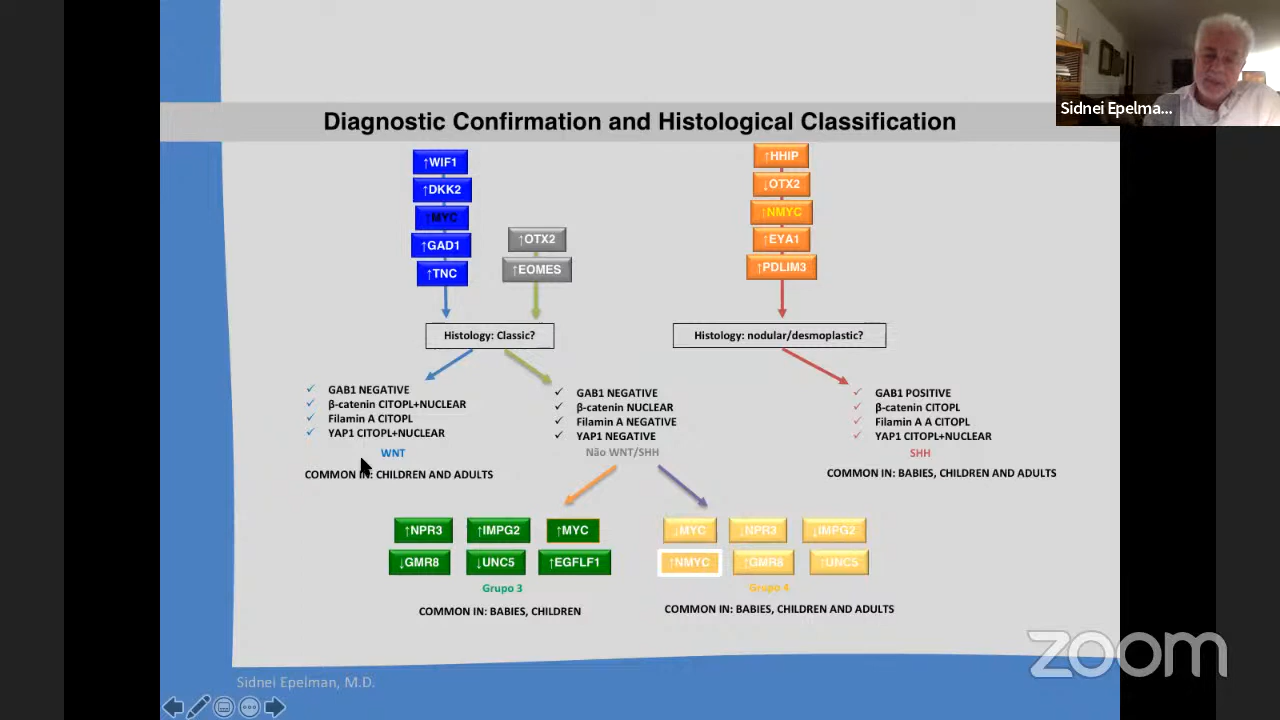 Sidnei Epelma...
Diagnostic Confirmation and Histological Classification
↑WIF1
↑DKK2
↑MYC
↑GAD1
↑TNC
↑OTX2
↑EOMES
↑HHIP
↓OTX2
↑NMYC
↑EYA1
↑PDLIM3
Histology: Classic?
Histology: nodular/desmoplastic?
✓ GAB1 NEGATIVE
✓ β-catenin CITOPL+NUCLEAR
✓ Filamin A CITOPL
✓ YAP1 CITOPL+NUCLEAR
WNT
COMMON IN: CHILDREN AND ADULTS
✓ GAB1 NEGATIVE
✓ β-catenin NUCLEAR
✓ Filamin A NEGATIVE
✓ YAP1 NEGATIVE
Não WNT/SHH
✓ GAB1 POSITIVE
✓ β-catenin CITOPL
✓ Filamin A A CITOPL
✓ YAP1 CITOPL+NUCLEAR
SHH
COMMON IN: BABIES, CHILDREN AND ADULTS
↑NPR3 ↑IMPG2 ↑MYC
↓GMR8 ↓UNC5 ↑EGFLF1
Grupo 3
COMMON IN: BABIES, CHILDREN
↓MYC ↓NPR3 ↓IMPG2
↑NMYC ↑GMR8 ↑UNC5
Grupo 4
COMMON IN: BABIES, CHILDREN AND ADULTS
Sidnei Epelman, M.D.
zoom